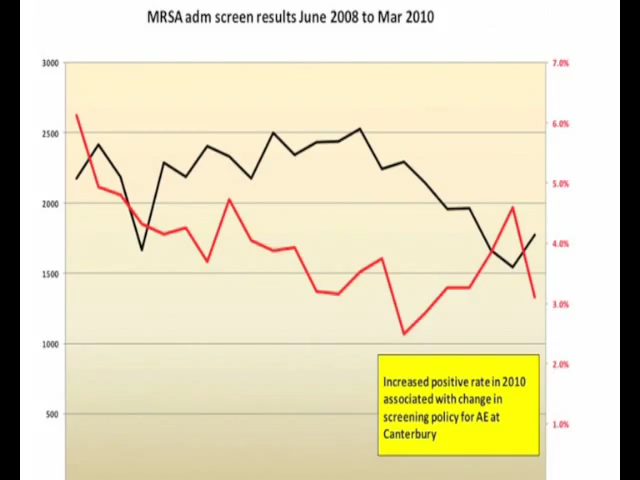 MRSA adm screen results June 2008 to Mar 2010
3000
2500
2000
1500
1000
500
7.0%
6.0%
5.0%
4.0%
3.0%
2.0%
1.0%
Increased positive rate in 2010
associated with change in
screening policy for AE at
Canterbury